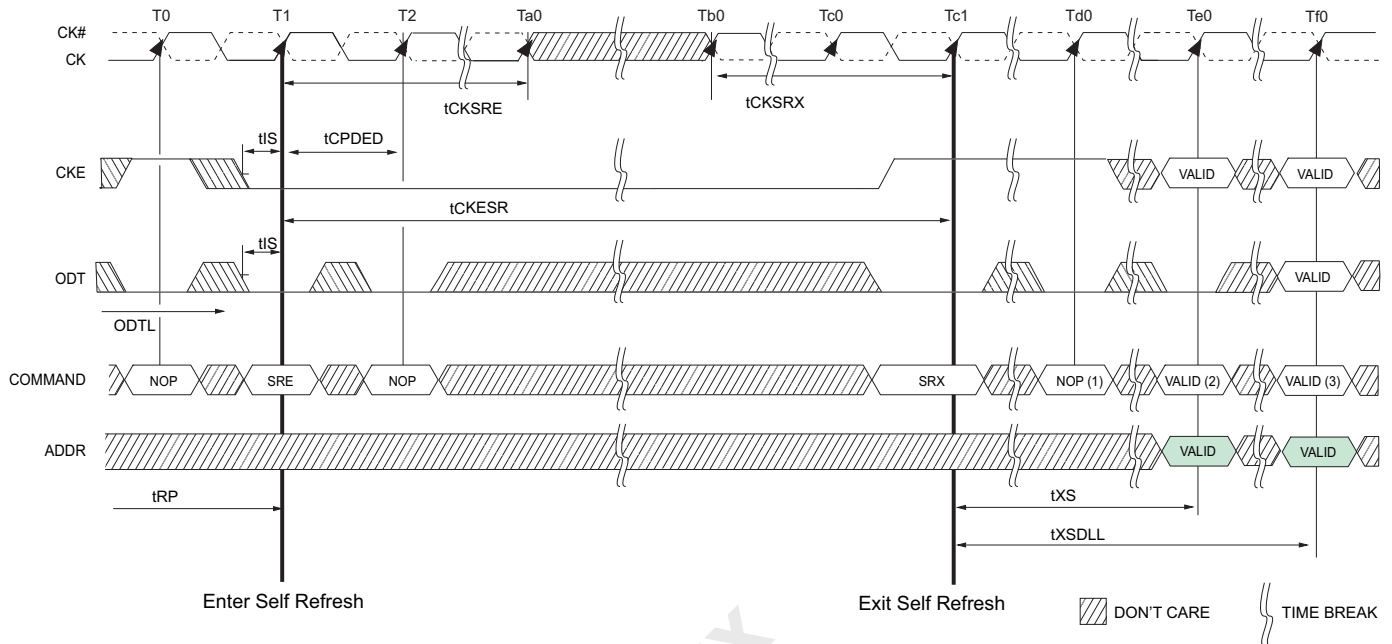 T0 T1 T2 Ta0 Tb0 Tc0 Tc1 Td0 Te0 Tf0
CK#
CK
tCKSRE tCKSRX
tIS tCPDED
CKE VALID VALID
tCKESR
tIS
ODT VALID
ODTL
COMMAND NOP SRE NOP SRX NOP (1) VALID (2) VALID (3)
ADDR VALID VALID
tRP tXS
tXSDLL
Enter Self Refresh Exit Self Refresh
DON'T CARE TIME BREAK